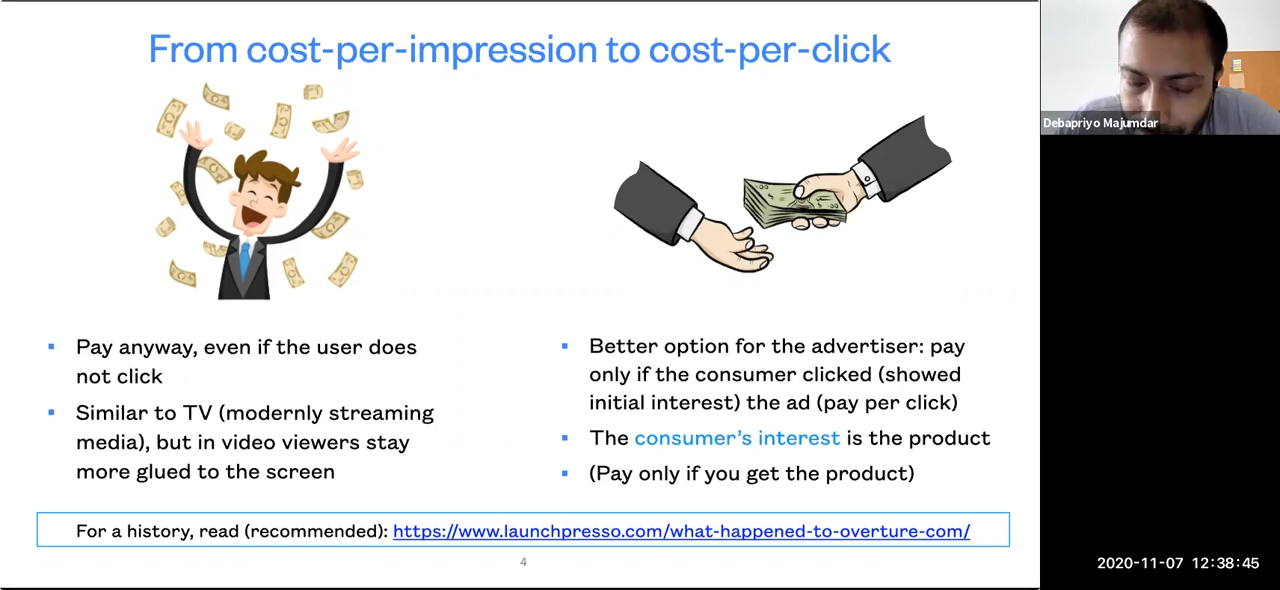 From cost-per-impression to cost-per-click
Debapriyo Majumdar
▪ Pay anyway, even if the user does
not click
▪ Similar to TV (modernly streaming
media), but in video viewers stay
more glued to the screen
▪ Better option for the advertiser: pay
only if the consumer clicked (showed
initial interest) the ad (pay per click)
▪ The consumer's interest is the product
▪ (Pay only if you get the product)
For a history, read (recommended): https://www.launchpresso.com/what-happened-to-overture-com/
4
2020-11-07 12:38:45